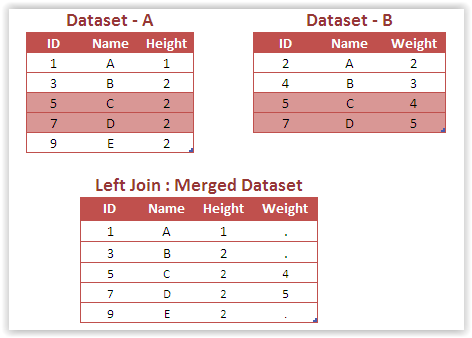 Dataset - A
ID Name Height
1 A 1
3 B 2
5 C 2
7 D 2
9 E 2
Dataset - B
ID Name Weight
2 A 2
4 B 3
5 C 4
7 D 5
Left Join : Merged Dataset
ID Name Height Weight
1 A 1 .
3 B 2 .
5 C 2 4
7 D 2 5
9 E 2 .